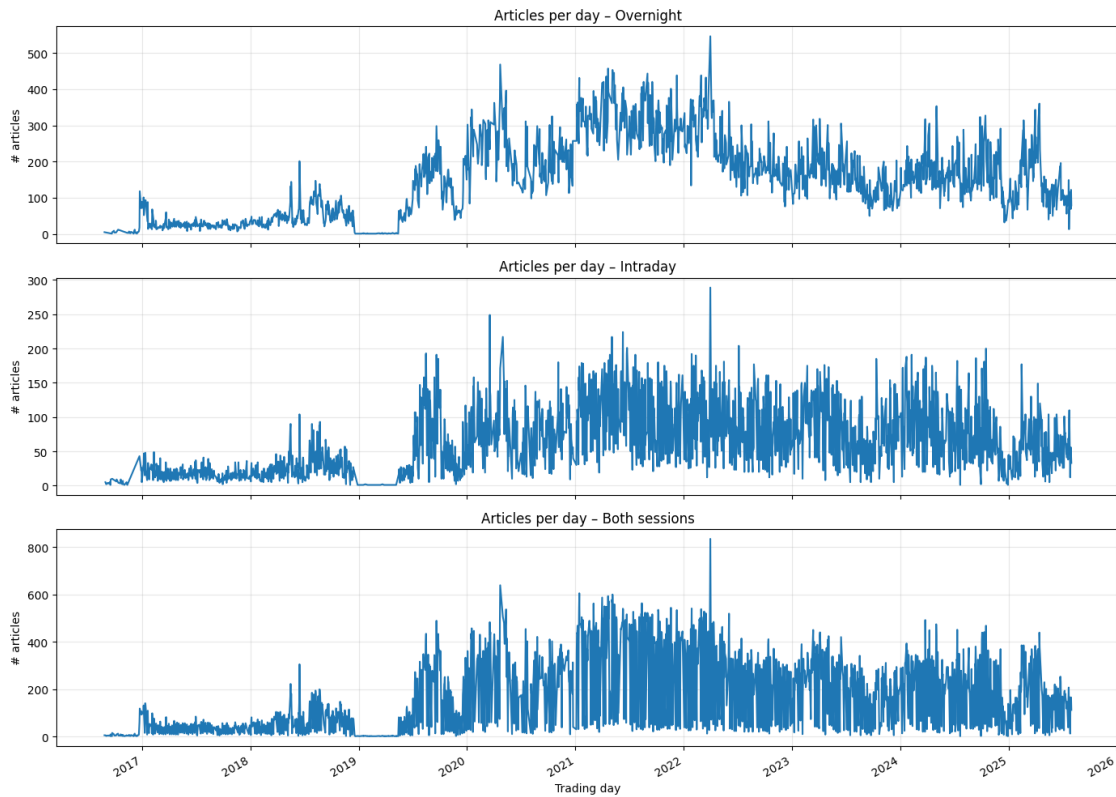 Articles per day – Overnight
500
400
300
200
100
0
# articles
Articles per day – Intraday
300
250
200
150
100
50
0
# articles
Articles per day – Both sessions
800
600
400
200
0
# articles
2017 2018 2019 2020 2021 2022 2023 2024 2025 2026
Trading day